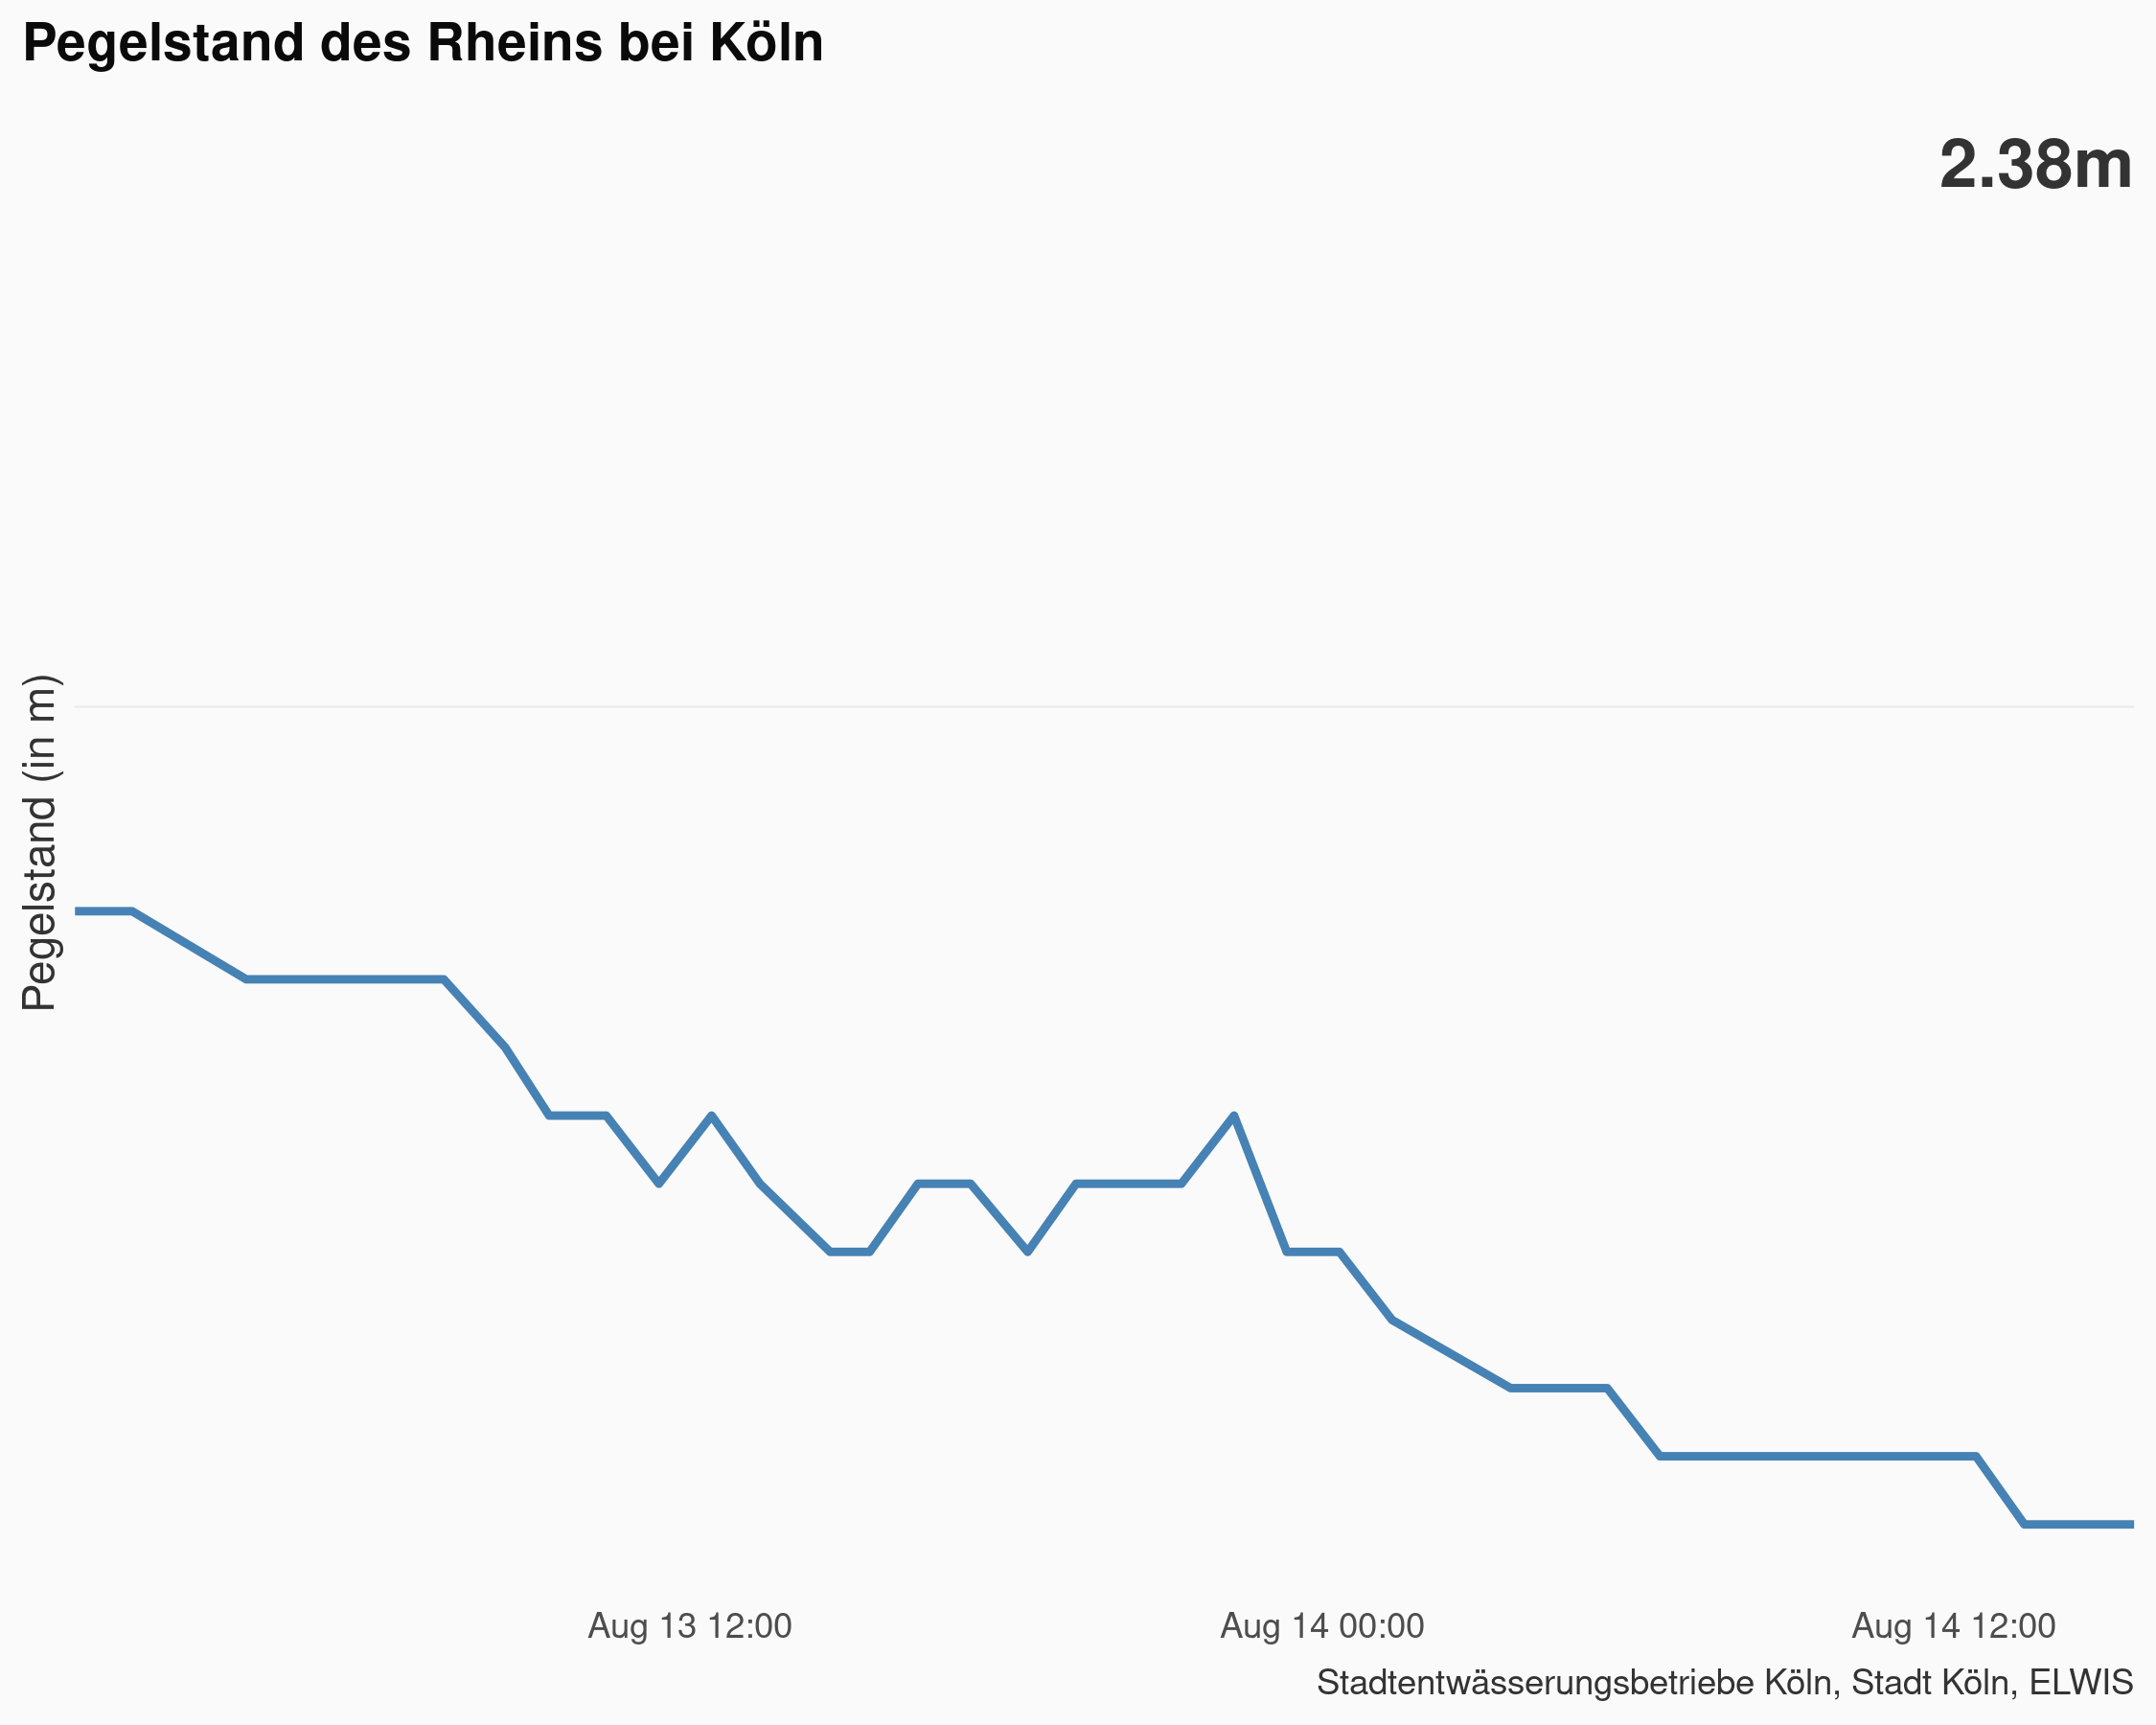 Pegelstand des Rheins bei Köln
2.38m
Pegelstand (in m)
Aug 13 12:00
Aug 14 00:00
Aug 14 12:00
Stadtentwässerungsbetriebe Köln, Stadt Köln, ELWIS